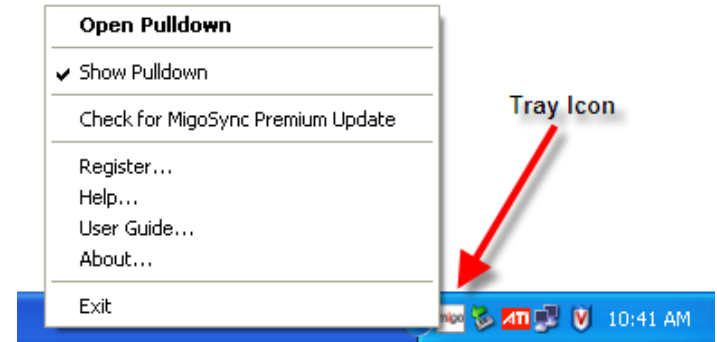 Open Pulldown
Show Pulldown
Check for MigoSync Premium Update
Register...
Help...
User Guide...
About...
Exit
Tray Icon
migo
ATI
V
10:41 AM